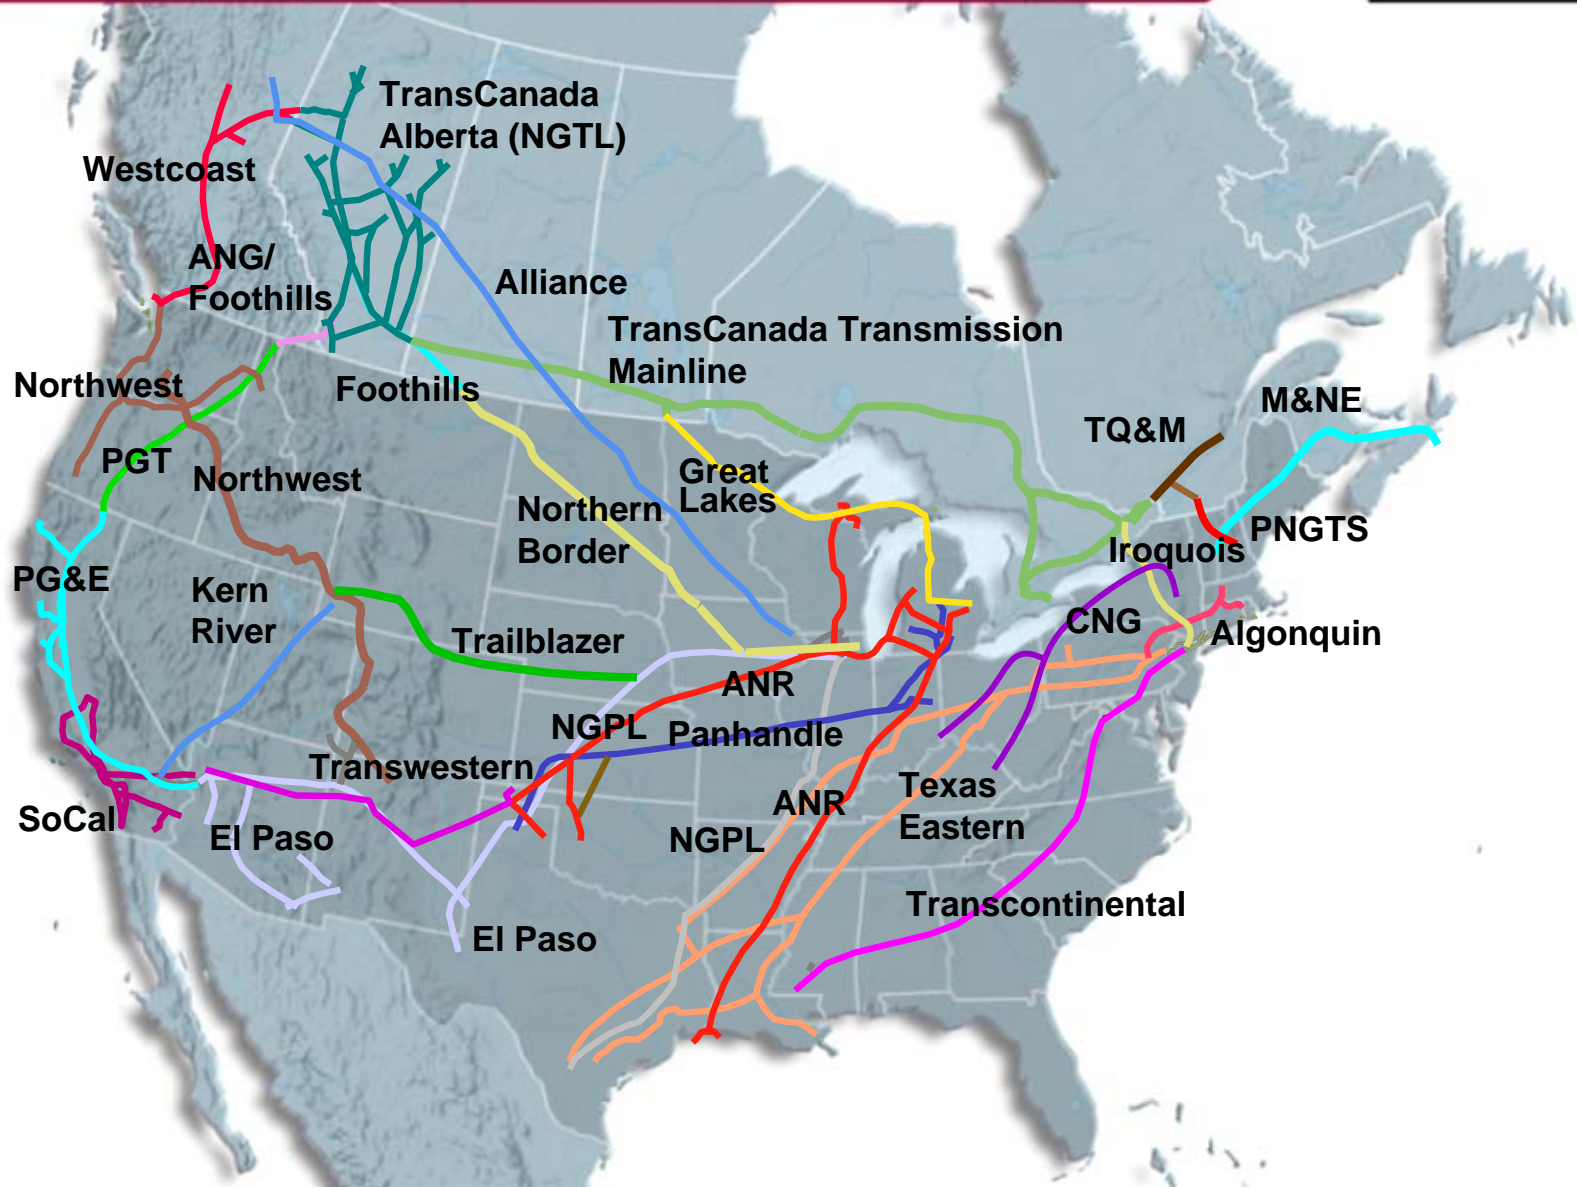 TransCanada
Alberta (NGTL)
Westcoast
ANG/
Foothills
Alliance
TransCanada Transmission
Mainline
Northwest
Foothills
M&NE
TQ&M
PGT
Northwest
Great
Lakes
Northern
Border
PNGTS
Iroquois
PG&E
Kern
River
CNG
Algonquin
Trailblazer
ANR
NGPL
Panhandle
Transwestern
Texas
Eastern
ANR
SoCal
El Paso
NGPL
Transcontinental
El Paso